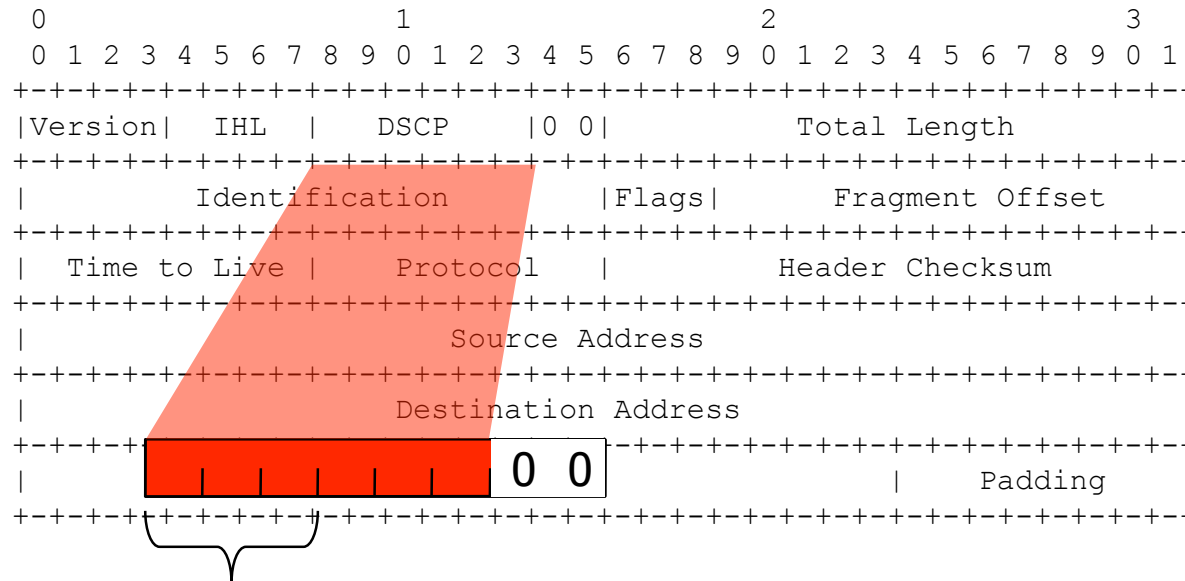 0                   1                   2                   3
0 1 2 3 4 5 6 7 8 9 0 1 2 3 4 5 6 7 8 9 0 1 2 3 4 5 6 7 8 9 0 1
+-+-+-+-+-+-+-+-+-+-+-+-+-+-+-+-+-+-+-+-+-+-+-+-+-+-+-+-+-+-+-+-
|Version|  IHL  |   DSCP    |0 0|          Total Length
+-+-+-+-+-+-+-+-+-+-+-+-+-+-+-+-+-+-+-+-+-+-+-+-+-+-+-+-+-+-+-+-
|         Identification        |Flags|      Fragment Offset
+-+-+-+-+-+-+-+-+-+-+-+-+-+-+-+-+-+-+-+-+-+-+-+-+-+-+-+-+-+-+-+-
|  Time to Live |    Protocol   |         Header Checksum
+-+-+-+-+-+-+-+-+-+-+-+-+-+-+-+-+-+-+-+-+-+-+-+-+-+-+-+-+-+-+-+-
|                       Source Address
+-+-+-+-+-+-+-+-+-+-+-+-+-+-+-+-+-+-+-+-+-+-+-+-+-+-+-+-+-+-+-+-
|                    Destination Address
+-+-+-+-+-+-+-+-+-+-+-+-+-+-+-+-+-+-+-+-+-+-+-+-
|                          0 0                  |    Padding
+-+-+-+-+-+-+-+-+-+-+-+-+-+-+-+-+-+-+-+-+-+-+-+-+-+-+-+-+-+-+-+-